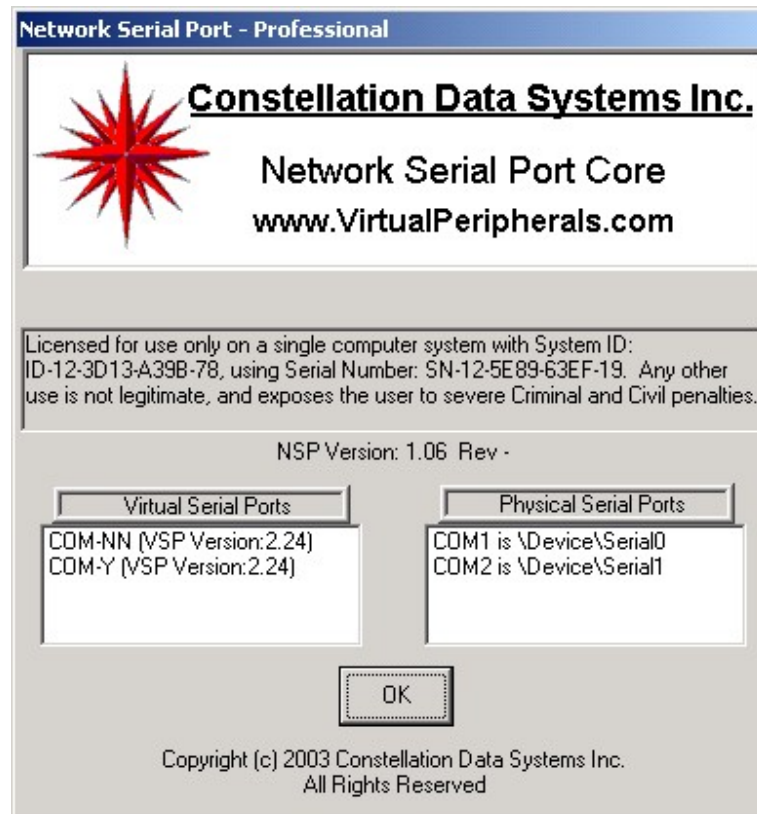 Network Serial Port - Professional
Constellation Data Systems Inc.
Network Serial Port Core
www.VirtualPeripherals.com
Licensed for use only on a single computer system with System ID:
ID-12-3D13-A39B-78, using Serial Number: SN-12-5E89-63EF-19. Any other
use is not legitimate, and exposes the user to severe Criminal and Civil penalties.
NSP Version: 1.06 Rev -
Virtual Serial Ports
COM-NN (VSP Version:2.24)
COM-Y (VSP Version:2.24)
Physical Serial Ports
COM1 is \Device\Serial0
COM2 is \Device\Serial1
OK
Copyright (c) 2003 Constellation Data Systems Inc.
All Rights Reserved